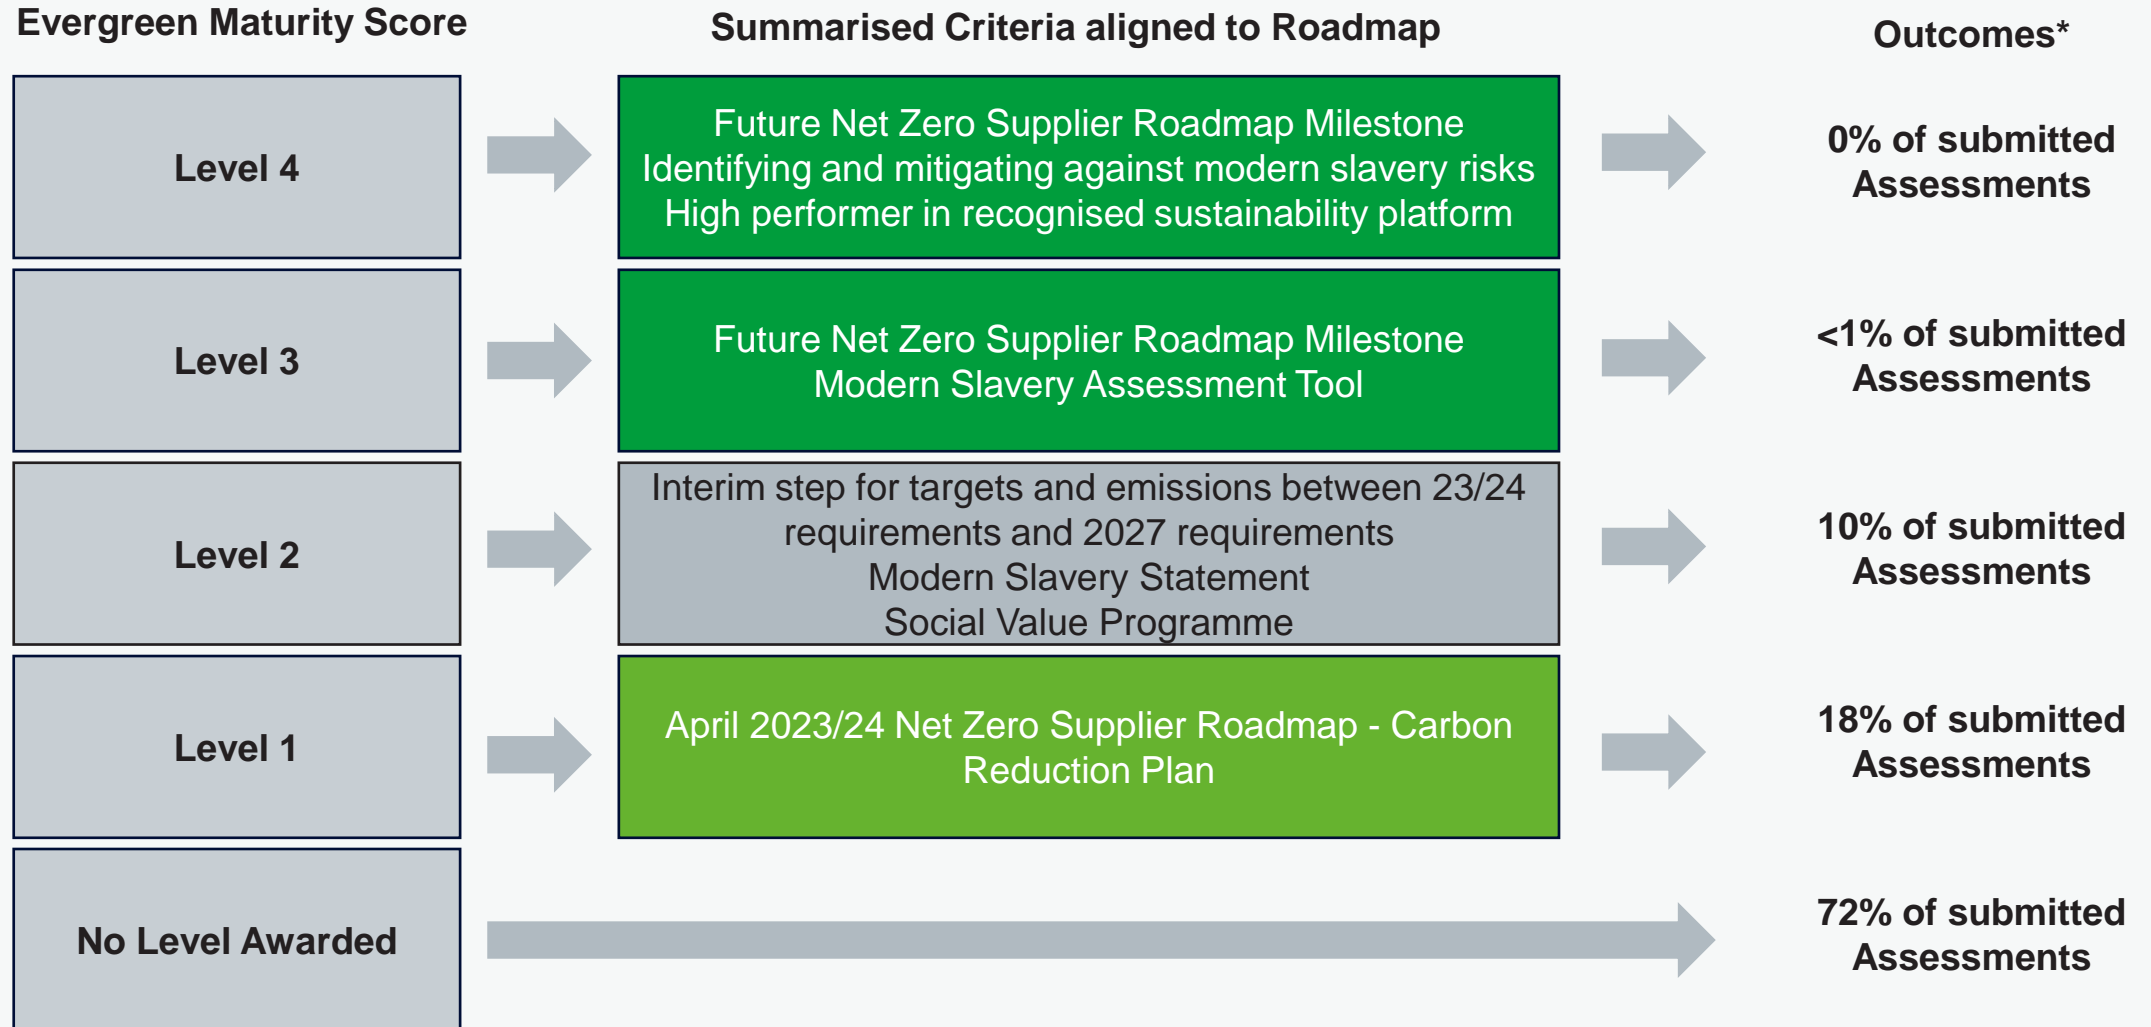 Evergreen Maturity Score
Summarised Criteria aligned to Roadmap
Outcomes*
Level 4
Future Net Zero Supplier Roadmap Milestone
Identifying and mitigating against modern slavery risks
High performer in recognised sustainability platform
0% of submitted
Assessments
Level 3
Future Net Zero Supplier Roadmap Milestone
Modern Slavery Assessment Tool
<1% of submitted
Assessments
Level 2
Interim step for targets and emissions between 23/24
requirements and 2027 requirements
Modern Slavery Statement
Social Value Programme
10% of submitted
Assessments
Level 1
April 2023/24 Net Zero Supplier Roadmap - Carbon
Reduction Plan
18% of submitted
Assessments
No Level Awarded
72% of submitted
Assessments